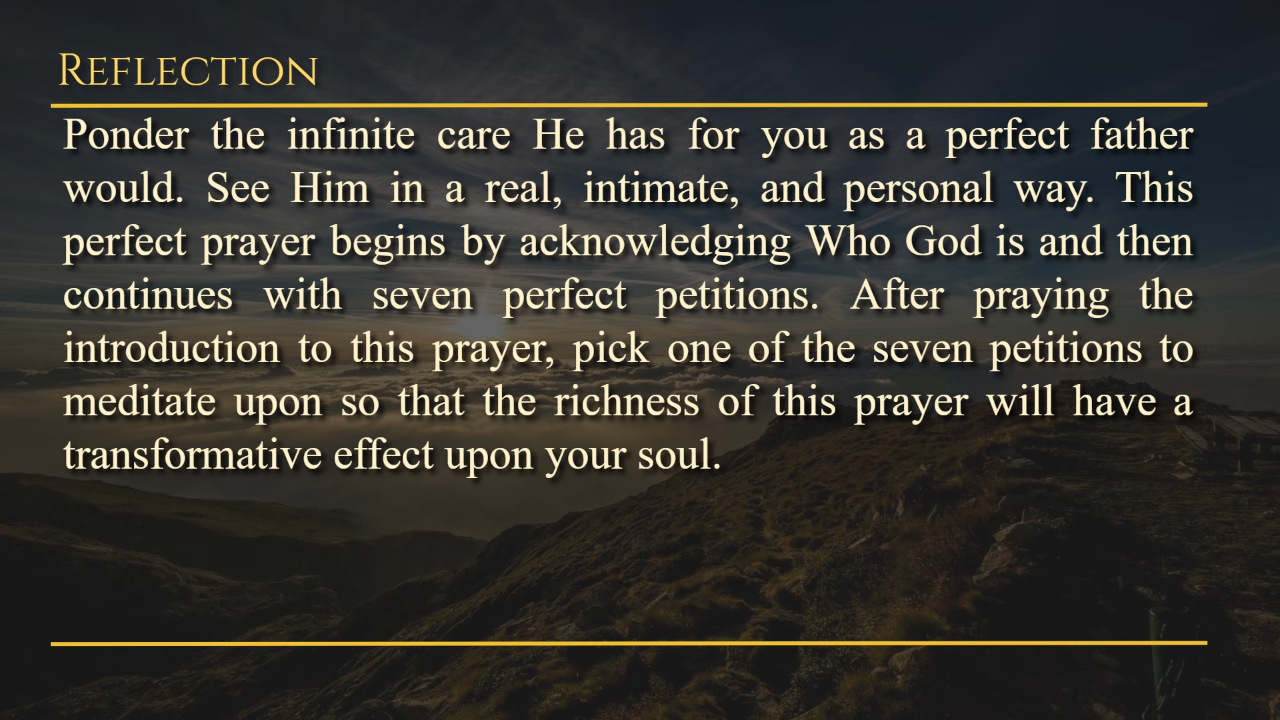 Reflection
Ponder the infinite care He has for you as a perfect father
would. See Him in a real, intimate, and personal way. This
perfect prayer begins by acknowledging Who God is and then
continues with seven perfect petitions. After praying the
introduction to this prayer, pick one of the seven petitions to
meditate upon so that the richness of this prayer will have a
transformative effect upon your soul.